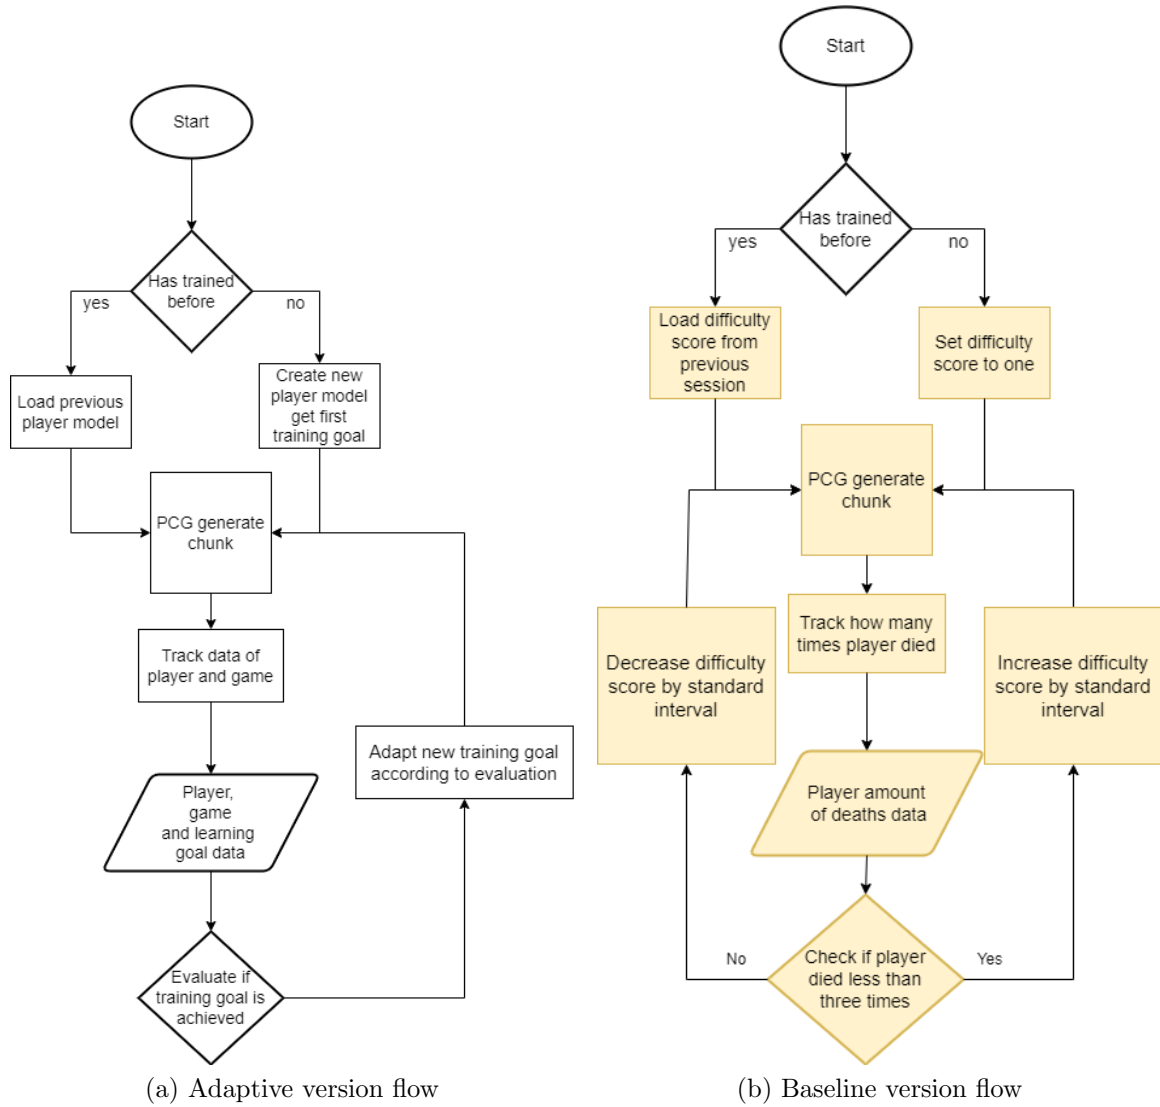 Start
Has trained
before
yes
no
Load previous
player model
Create new
player model
get first
training goal
PCG generate
chunk
Track data of
player and game
Adapt new training goal
according to evaluation
Player,
game
and learning
goal data
Evaluate if
training goal is
achieved
(a) Adaptive version flow
Start
Has trained
before
yes
no
Load difficulty
score from
previous
session
Set difficulty
score to one
PCG generate
chunk
Track how many
times player died
Decrease difficulty
score by standard
interval
Increase difficulty
score by standard
interval
Player amount
of deaths data
No
Yes
Check if player
died less than
three times
(b) Baseline version flow